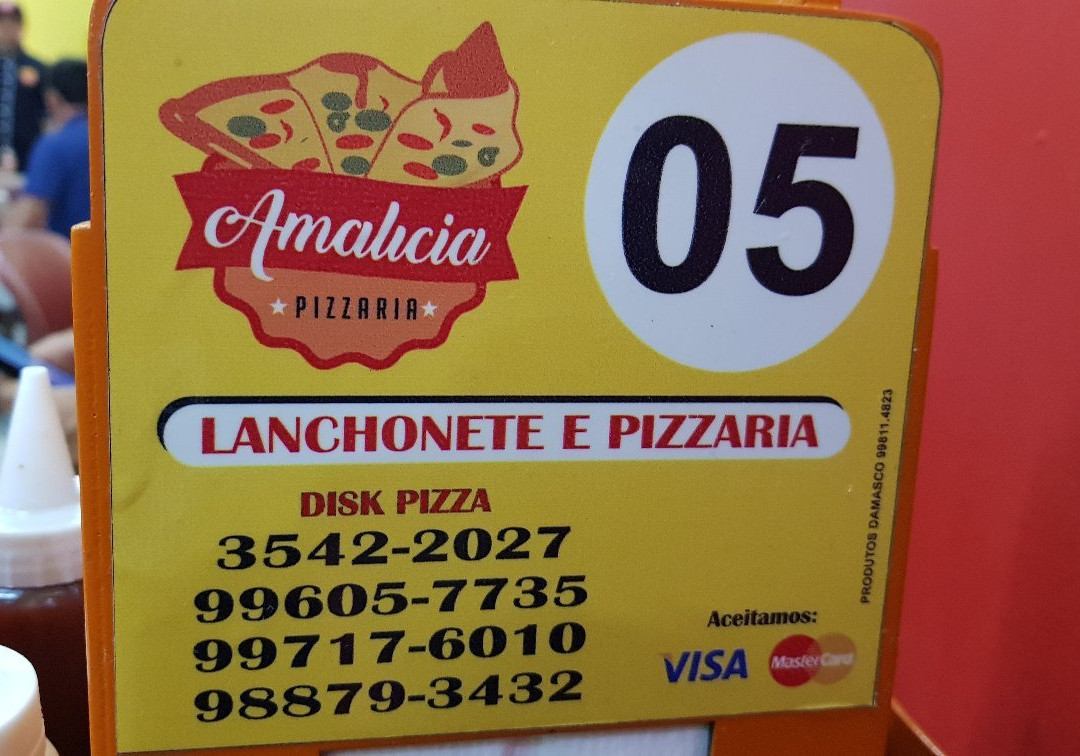 Amalicia
PIZZARIA
05
LANCHONETE E PIZZARIA
DISK PIZZA
3542-2027
99605-7735
99717-6010
98879-3432
Aceitamos:
VISA
MasterCard
PRODUTOS DAMASCO 99811.4823